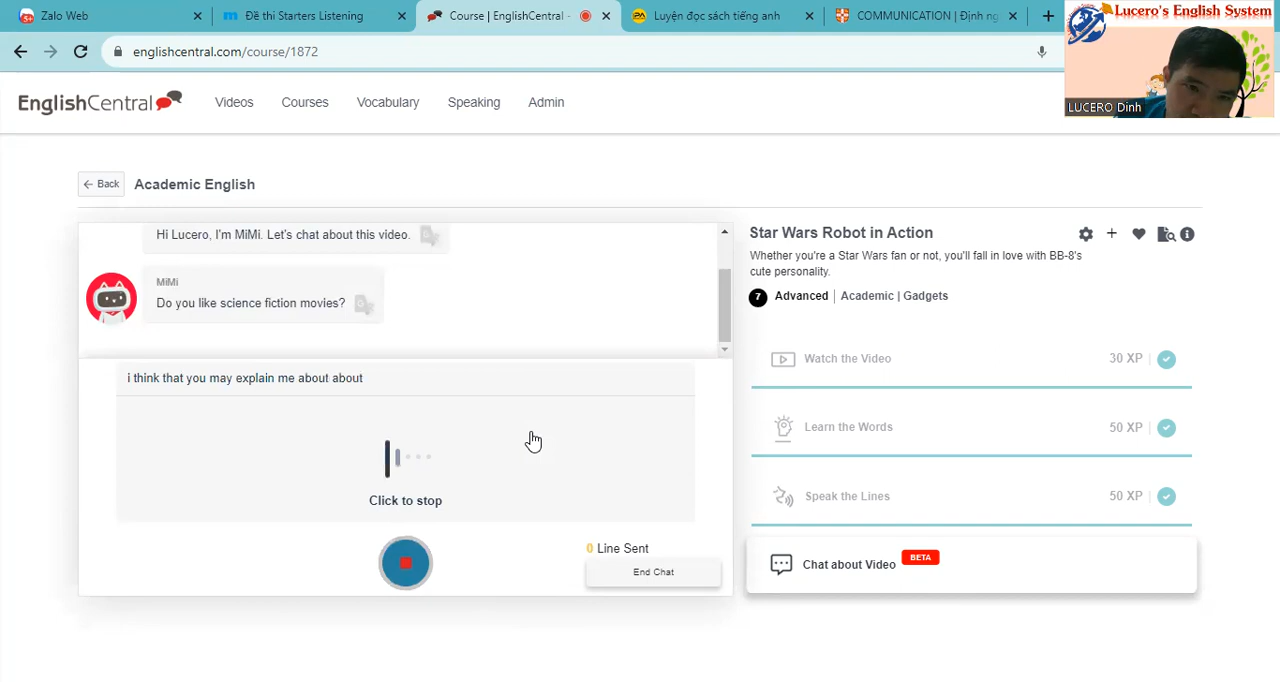 Zalo Web
Đề thi Starters Listening
Course | EnglishCentral -
Luyện đọc sách tiếng anh
COMMUNICATION | Định ng
Lucero's English System
englishcentral.com/course/1872
LUCERO Dinh
EnglishCentral
Videos
Courses
Vocabulary
Speaking
Admin
Back
Academic English
Hi Lucero, I'm MiMi. Let's chat about this video.
MiMi
Do you like science fiction movies?
i think that you may explain me about about
Click to stop
0 Line Sent
End Chat
Star Wars Robot in Action
Whether you're a Star Wars fan or not, you'll fall in love with BB-8's
cute personality.
7 Advanced | Academic | Gadgets
Watch the Video 30 XP
Learn the Words 50 XP
Speak the Lines 50 XP
Chat about Video BETA